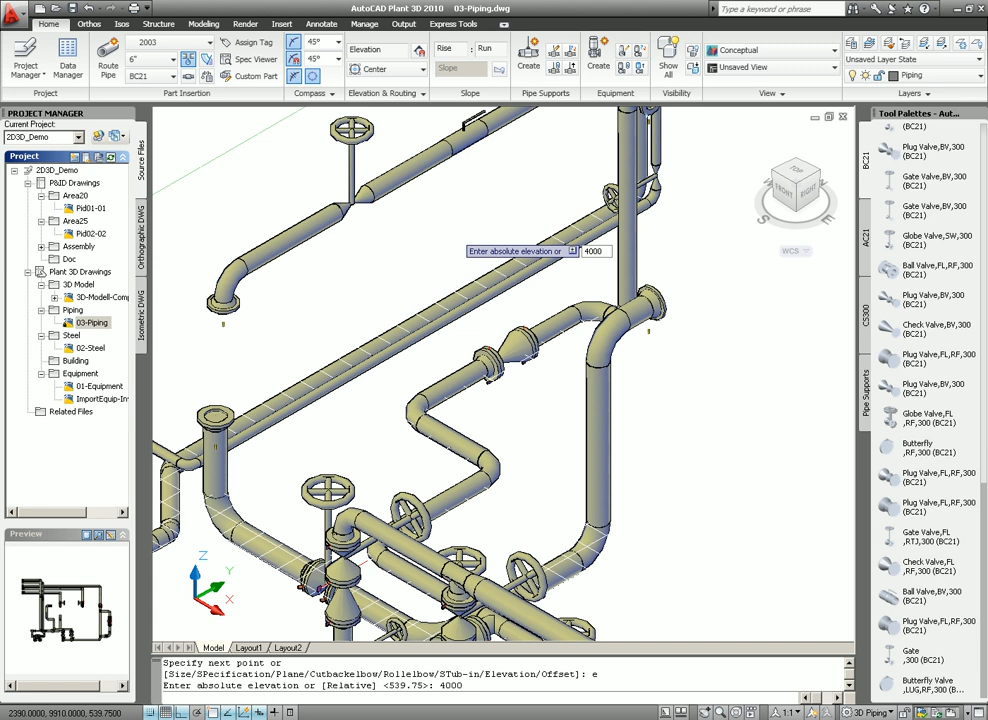 AutoCAD Plant 3D 2010 03-Piping.dwg
Type a keyword or phrase
Home Ortho Isos Structure Modeling Render Insert Annotate Manage Output Express Tools
2003
6"
BC21
Assign Tag
Spec Viewer
Custom Part
45°
45°
Elevation
Center
Rise : Run
Slope
Conceptual
Unsaved View
Unsaved Layer State
Piping
Project Manager
Data Manager
Route Pipe
Create
Create
Show All
Project
Part Insertion
Compass
Elevation & Routing
Slope
Pipe Supports
Equipment
Visibility
View
Layers
PROJECT MANAGER
Current Project:
2D3D_Demo
Project
2D3D_Demo
P&ID Drawings
Area20
Pid01-01
Area25
Pid02-02
Assembly
Doc
Plant 3D Drawings
3D Model
3D-Modell-Com
Piping
03-Piping
Steel
02-Steel
Building
Equipment
01-Equipment
ImportEquip-In
Related Files
Source Files
Orthographic DWG
Isometric DWG
Preview
Enter absolute elevation or
4000
TOP
FRONT
RIGHT
W
S
E
WCS
Z
Y
X
Tool Palettes - Aut...
BC21
AC21
CS300
Pipe Supports
(BC21)
Plug Valve,BV,300
(BC21)
Gate Valve,BV,300
(BC21)
Gate Valve,BV,300
(BC21)
Globe Valve,SW,300
(BC21)
Ball Valve,FL,RF,300
(BC21)
Plug Valve,BV,300
(BC21)
Check Valve,BV,300
(BC21)
Plug Valve,FL,RF,300
(BC21)
Plug Valve,BV,300
(BC21)
Globe Valve,FL
,RF,300 (BC21)
Butterfly
,RF,300 (BC21)
Plug Valve,FL,RF,300
(BC21)
Plug Valve,FL,RF,300
(BC21)
Gate Valve,FL
,RTJ,300 (BC21)
Check Valve,FL
,RF,300 (BC21)
Ball Valve,BV,300
(BC21)
Plug Valve,FL,RF,300
(BC21)
Gate
,300 (BC21)
Butterfly Valve
,LUG,RF,300 (BC21)
Model Layout1 Layout2
Specify next point or
[Size/SPecification/Plane/Cutbackelbow/Rollelbow/STub-in/Elevation/Offset]: e
Enter absolute elevation or [Relative] <539.75>: 4000
2390.0000, 9910.0000, 539.7500
1:1
3D Piping